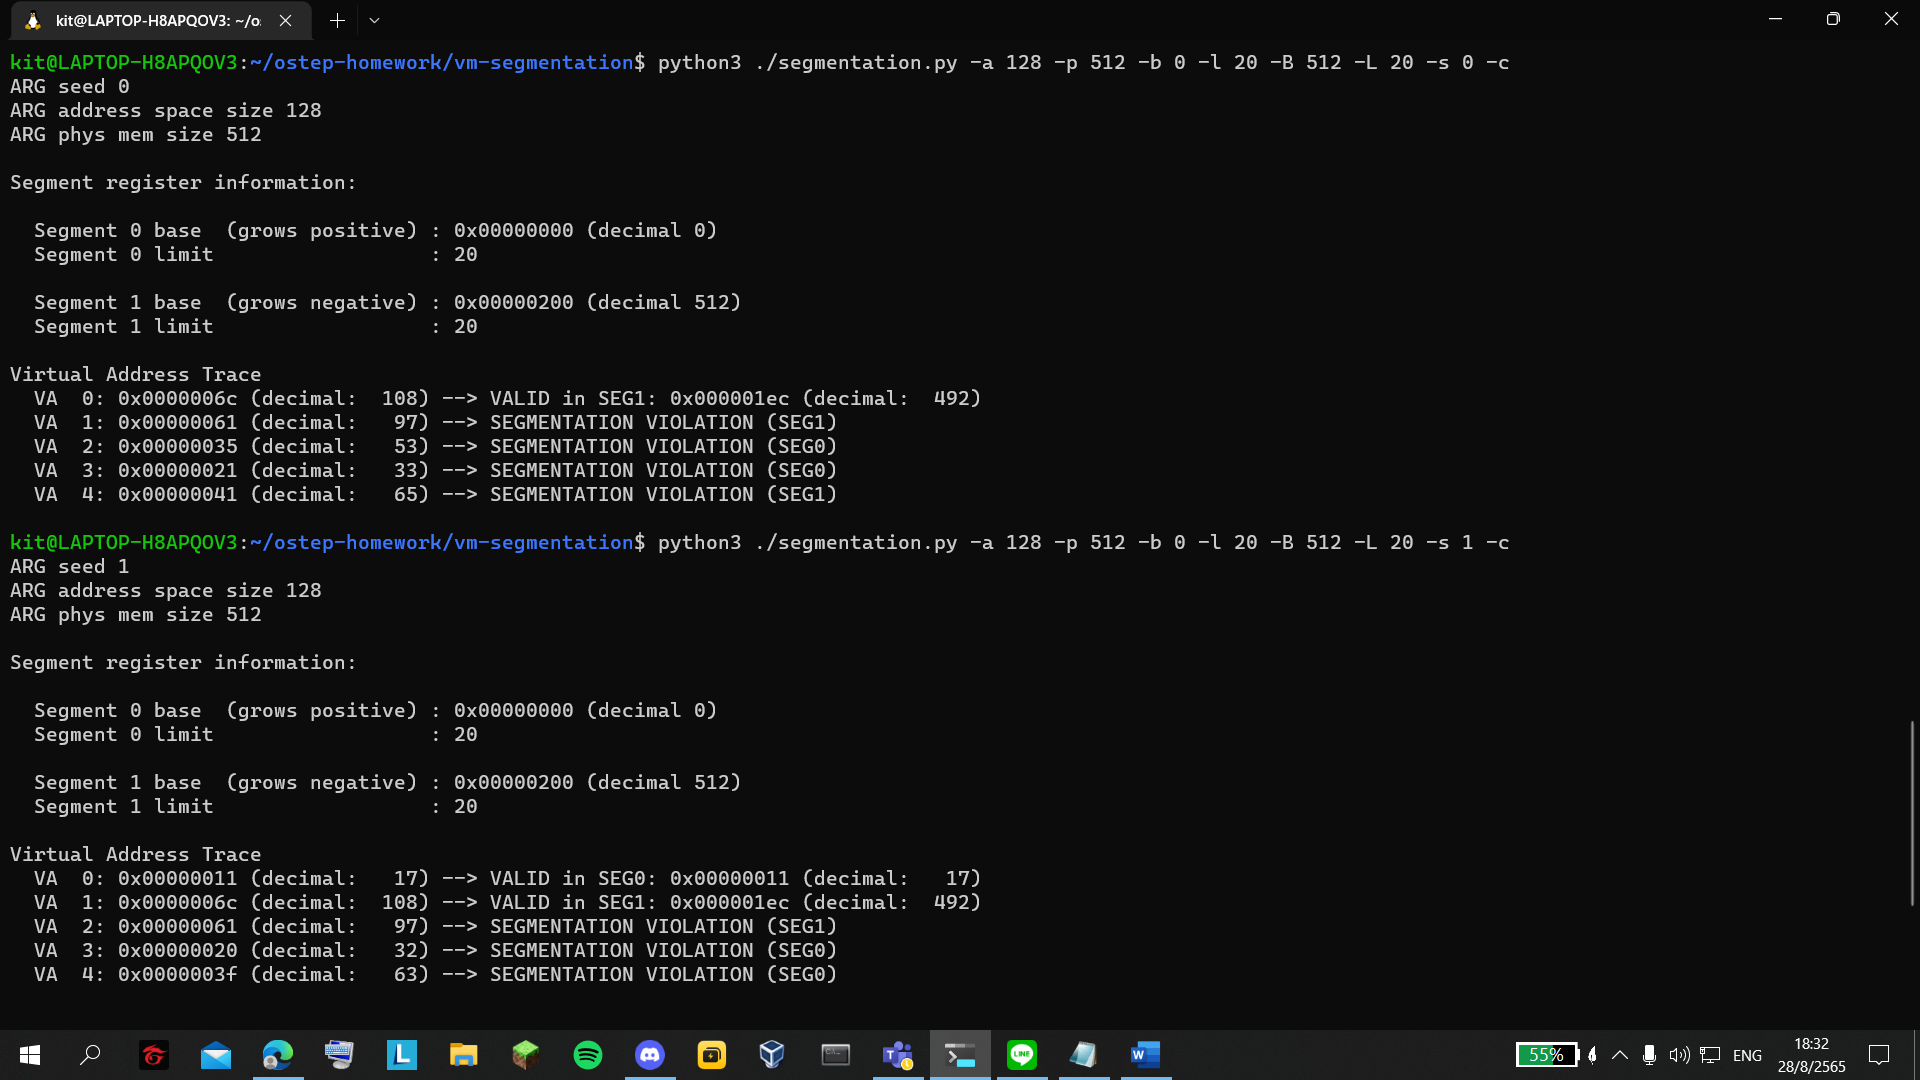 kit@LAPTOP-H8APQOV3: ~/o
kit@LAPTOP-H8APQOV3:~/ostep-homework/vm-segmentation$ python3 ./segmentation.py -a 128 -p 512 -b 0 -l 20 -B 512 -L 20 -s 0 -c
ARG seed 0
ARG address space size 128
ARG phys mem size 512
Segment register information:
Segment 0 base  (grows positive) : 0x00000000 (decimal 0)
Segment 0 limit                  : 20
Segment 1 base  (grows negative) : 0x00000200 (decimal 512)
Segment 1 limit                  : 20
Virtual Address Trace
VA  0: 0x0000006c (decimal:  108) --> VALID in SEG1: 0x000001ec (decimal:  492)
VA  1: 0x00000061 (decimal:   97) --> SEGMENTATION VIOLATION (SEG1)
VA  2: 0x00000035 (decimal:   53) --> SEGMENTATION VIOLATION (SEG0)
VA  3: 0x00000021 (decimal:   33) --> SEGMENTATION VIOLATION (SEG0)
VA  4: 0x00000041 (decimal:   65) --> SEGMENTATION VIOLATION (SEG1)
kit@LAPTOP-H8APQOV3:~/ostep-homework/vm-segmentation$ python3 ./segmentation.py -a 128 -p 512 -b 0 -l 20 -B 512 -L 20 -s 1 -c
ARG seed 1
ARG address space size 128
ARG phys mem size 512
Segment register information:
Segment 0 base  (grows positive) : 0x00000000 (decimal 0)
Segment 0 limit                  : 20
Segment 1 base  (grows negative) : 0x00000200 (decimal 512)
Segment 1 limit                  : 20
Virtual Address Trace
VA  0: 0x00000011 (decimal:   17) --> VALID in SEG0: 0x00000011 (decimal:   17)
VA  1: 0x0000006c (decimal:  108) --> VALID in SEG1: 0x000001ec (decimal:  492)
VA  2: 0x00000061 (decimal:   97) --> SEGMENTATION VIOLATION (SEG1)
VA  3: 0x00000020 (decimal:   32) --> SEGMENTATION VIOLATION (SEG0)
VA  4: 0x0000003f (decimal:   63) --> SEGMENTATION VIOLATION (SEG0)
55% ENG 18:32
28/8/2565